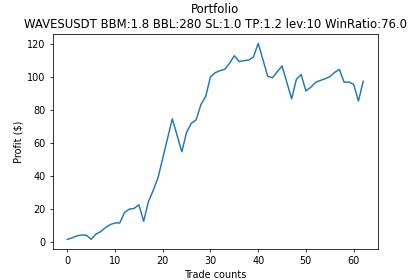 Portfolio
WAVESUSDT BBM:1.8 BBL:280 SL:1.0 TP:1.2 lev:10 WinRatio:76.0
120
100
80
60
40
20
0
Profit ($)
0 10 20 30 40 50 60
Trade counts